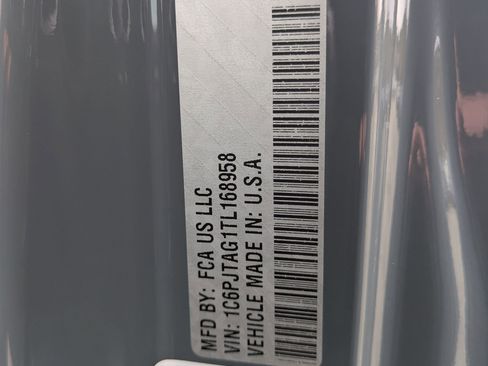 MFD BY: FCA US LLC
VIN: 1C6PJTAG1TL168958
VEHICLE MADE IN: U.S.A.